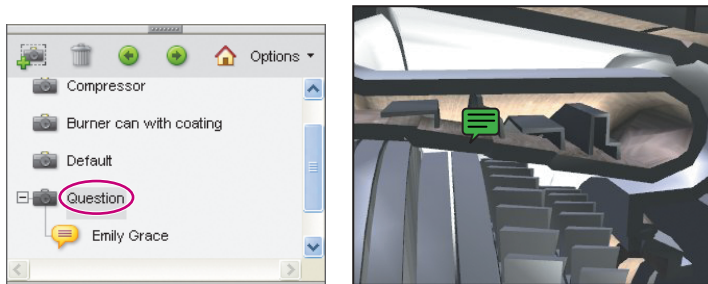 Options
Compressor
Burner can with coating
Default
Question
Emily Grace